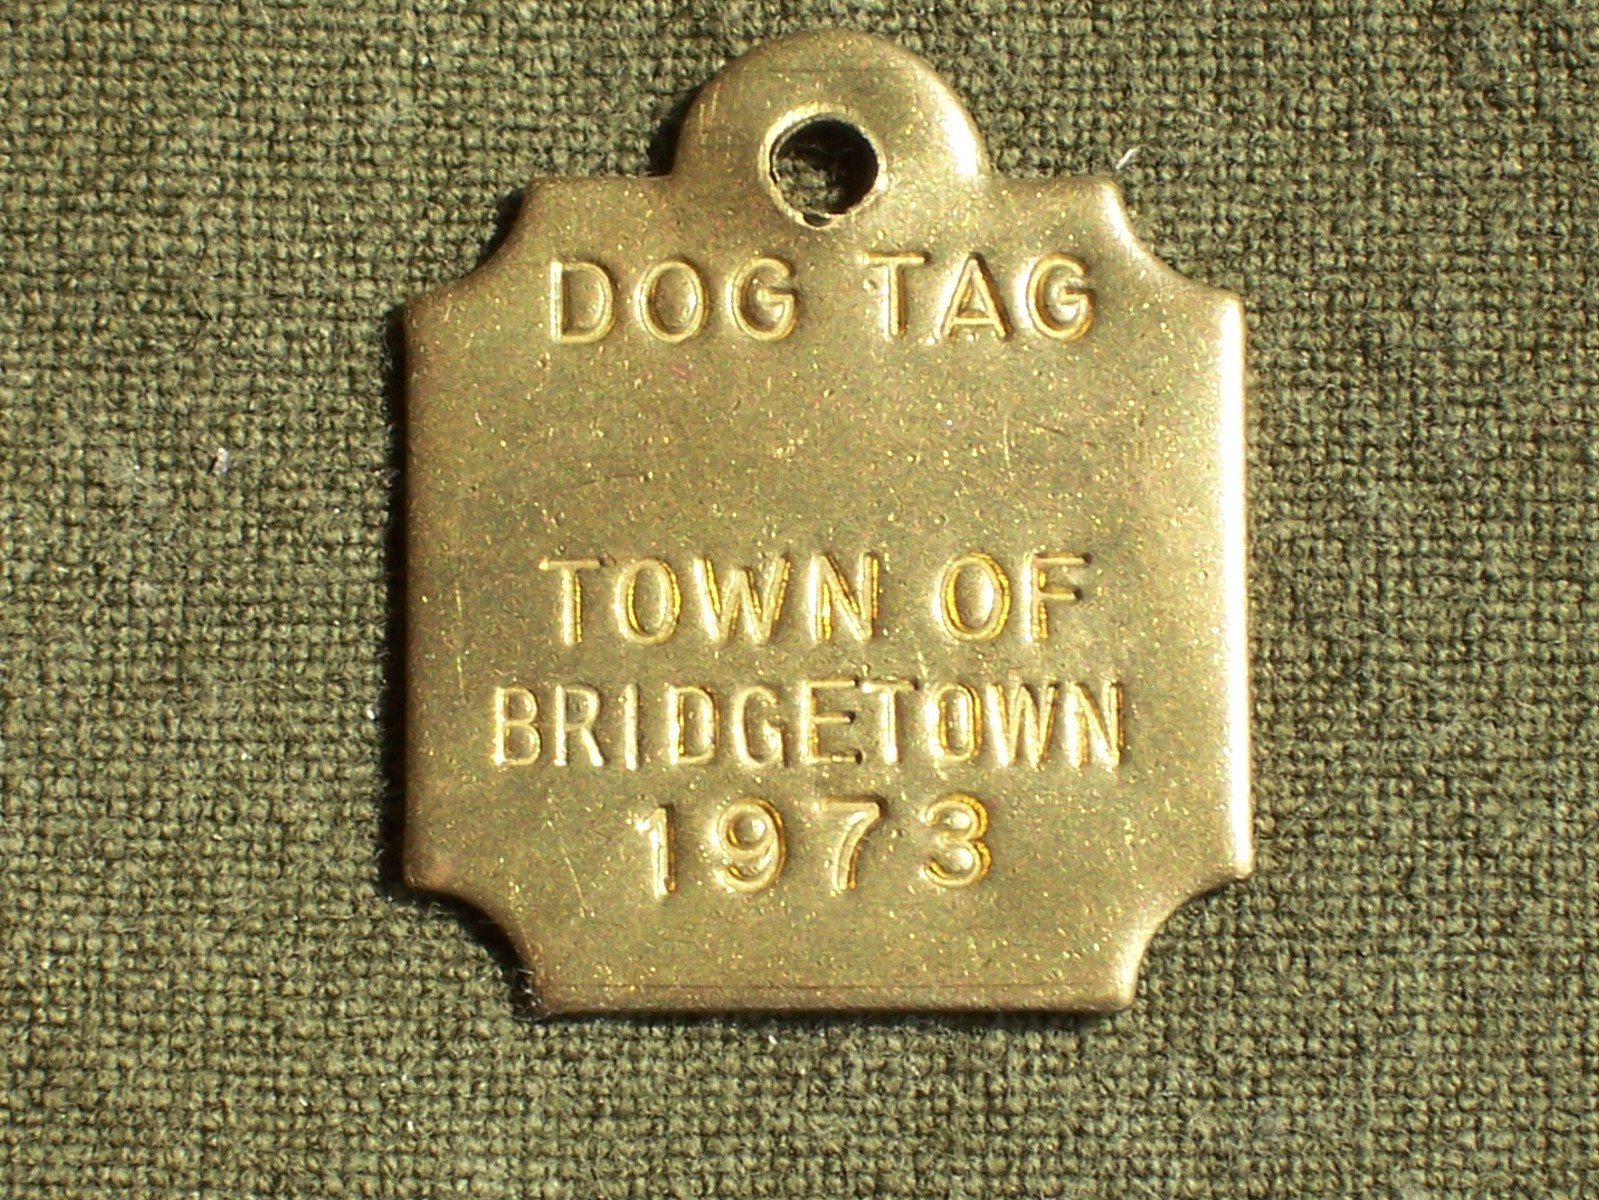 DOG TAG
TOWN OF
BRIDGETOWN
1973